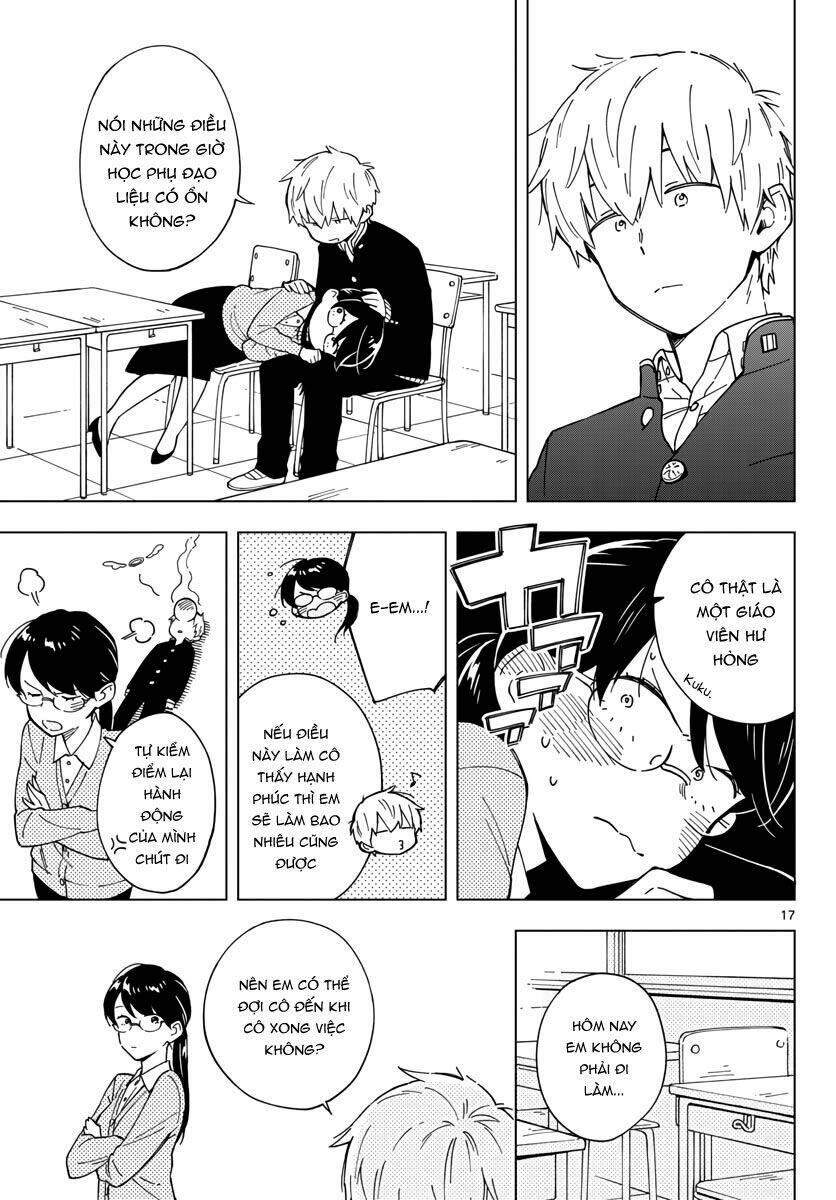 NÓI NHỮNG ĐIỀU
NÀY TRONG GIỜ
HỌC PHỤ ĐẠO
LIỆU CÓ ỔN
KHÔNG?
CÔ THẬT LÀ
MỘT GIÁO
VIÊN HƯ
HỎNG
Kuku.
カアァ
E-EM...!
NẾU ĐIỀU
NÀY LÀM CÔ
THẤY HẠNH
PHÚC THÌ EM
SẼ LÀM BAO
NHIÊU CŨNG
ĐƯỢC
TỰ KIỂM
ĐIỂM LẠI
HÀNH
ĐỘNG
CỦA MÌNH
CHÚT ĐI
17
HÔM NAY
EM KHÔNG
PHẢI ĐI
LÀM...
NÊN EM CÓ THỂ
ĐỢI CÔ ĐẾN KHI
CÔ XONG VIỆC
KHÔNG?